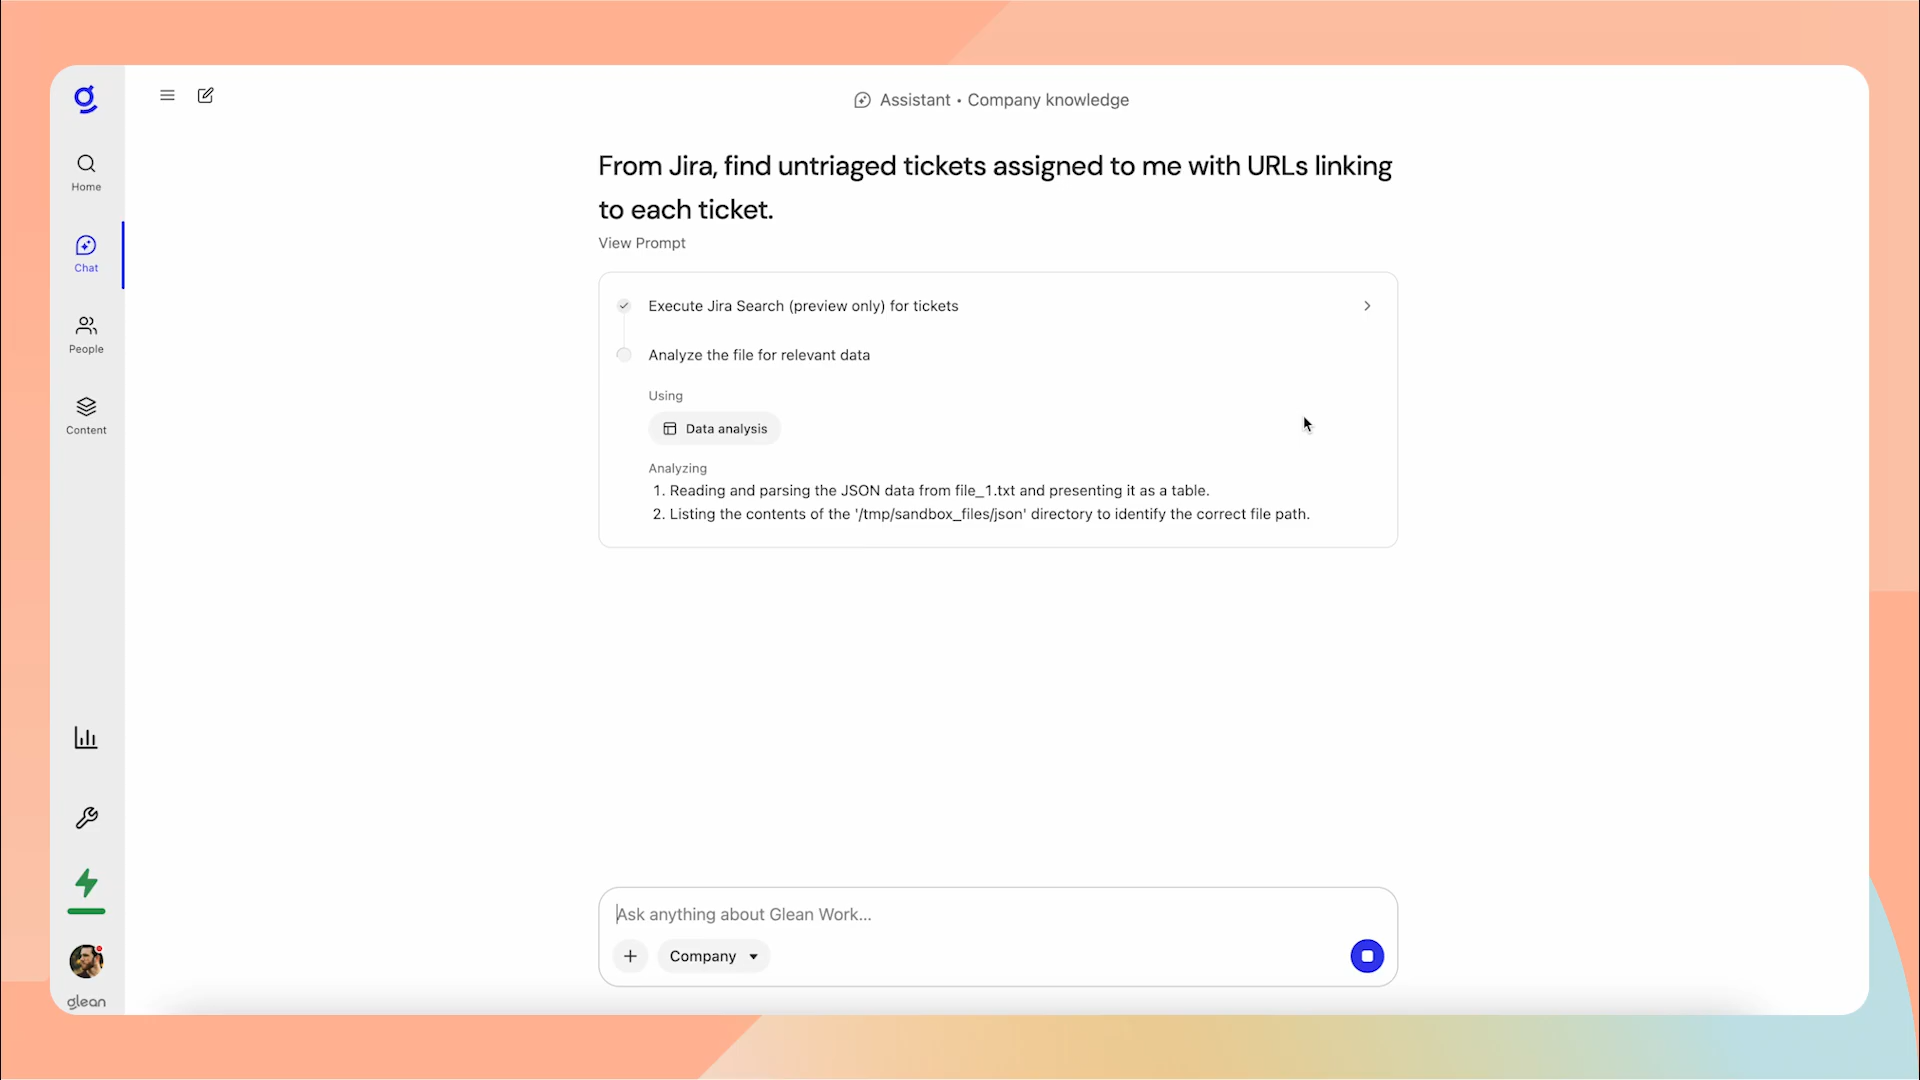 Assistant • Company knowledge
Home
Chat
People
Content
glean
From Jira, find untriaged tickets assigned to me with URLs linking
to each ticket.
View Prompt
Execute Jira Search (preview only) for tickets
Analyze the file for relevant data
Using
Data analysis
Analyzing
1. Reading and parsing the JSON data from file_1.txt and presenting it as a table.
2. Listing the contents of the '/tmp/sandbox_files/json' directory to identify the correct file path.
Ask anything about Glean Work...
Company